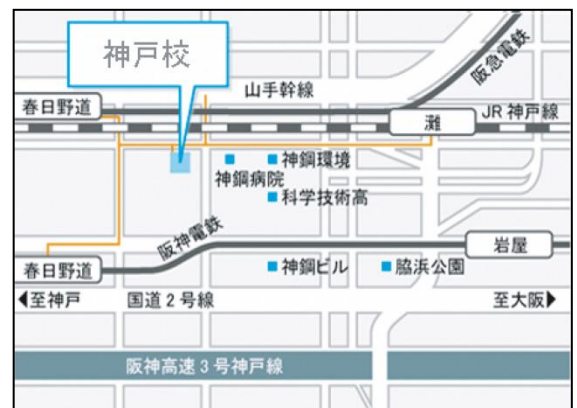 神戸校
阪急電鉄
山手幹線
春日野道
JR 神戸線
灘
神鋼環境
神鋼病院
科学技術高
阪神電鉄
岩屋
春日野道
神鋼ビル
脇浜公園
◀至神戸
国道2号線
至大阪▶
阪神高速3号神戸線